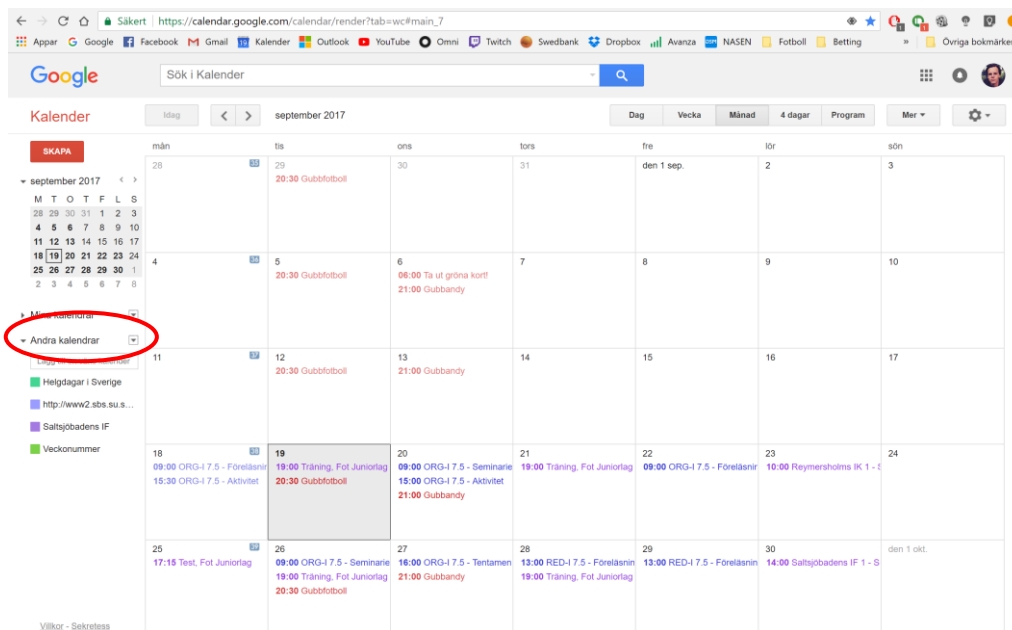 Säkert | https://calendar.google.com/calendar/render?tab=wc#main_7
Appar G Google Facebook Gmail Kalender Outlook YouTube Omni Twitch Swedbank Dropbox Avanza NASEN Fotboll Betting » Övriga bokmärken
Google Sök i Kalender
Kalender Idag september 2017 Dag Vecka Månad 4 dagar Program Mer
SKAPA
september 2017
M T O T F L S
28 29 30 31 1 2 3
4 5 6 7 8 9 10
11 12 13 14 15 16 17
18 19 20 21 22 23 24
25 26 27 28 29 30 1
2 3 4 5 6 7 8
Mina kalendrar
Andra kalendrar
Helgdagar i Sverige
http://www2.sbs.su.s...
Saltsjöbadens IF
Veckonummer
Villkor - Sekretess
mån tis ons tors fre lör sön
28 35 29 30 31 den 1 sep. 2 3
20:30 Gubbfotboll
4 36 5 6 7 8 9 10
20:30 Gubbfotboll 06:00 Ta ut gröna kort!
21:00 Gubbandy
11 37 12 13 14 15 16 17
20:30 Gubbfotboll 21:00 Gubbandy
18 38 19 20 21 22 23 24
09:00 ORG-I 7.5 - Föreläsnin 19:00 Träning, Fot Juniorlag 09:00 ORG-I 7.5 - Seminarie 19:00 Träning, Fot Juniorlag 09:00 ORG-I 7.5 - Föreläsnin 10:00 Reymersholms IK 1 - S
15:30 ORG-I 7.5 - Aktivitet 20:30 Gubbfotboll 15:00 ORG-I 7.5 - Aktivitet
21:00 Gubbandy
25 39 26 27 28 29 30 den 1 okt.
17:15 Test, Fot Juniorlag 09:00 ORG-I 7.5 - Seminarie 16:00 ORG-I 7.5 - Tentamen 13:00 RED-I 7.5 - Föreläsnin 13:00 RED-I 7.5 - Föreläsnin 14:00 Saltsjöbadens IF 1 - S
19:00 Träning, Fot Juniorlag 21:00 Gubbandy 19:00 Träning, Fot Juniorlag
20:30 Gubbfotboll